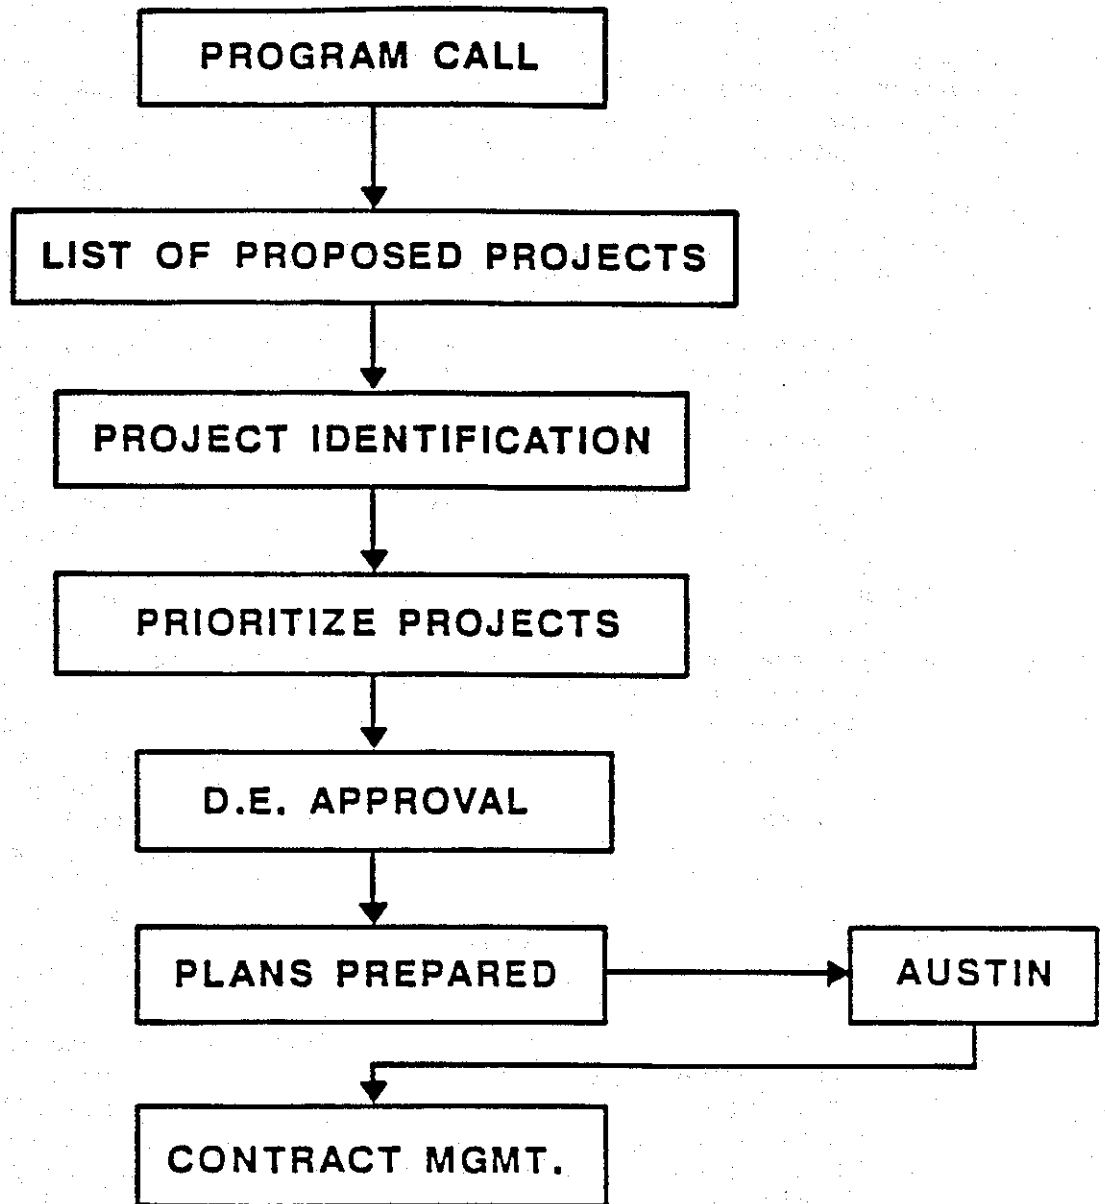 PROGRAM CALL
LIST OF PROPOSED PROJECTS
PROJECT IDENTIFICATION
PRIORITIZE PROJECTS
D.E. APPROVAL
PLANS PREPARED
AUSTIN
CONTRACT MGMT.